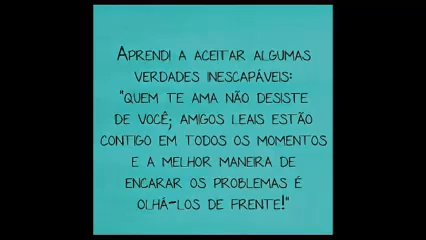 APRENDI A ACEITAR ALGUMAS
VERDADES INESCAPÁVEIS:
"QUEM TE AMA NÃO DESISTE
DE VOCÊ; AMIGOS LEAIS ESTÃO
CONTIGO EM TODOS OS MOMENTOS
E A MELHOR MANEIRA DE
ENCARAR OS PROBLEMAS É
OLHÁ-LOS DE FRENTE!"